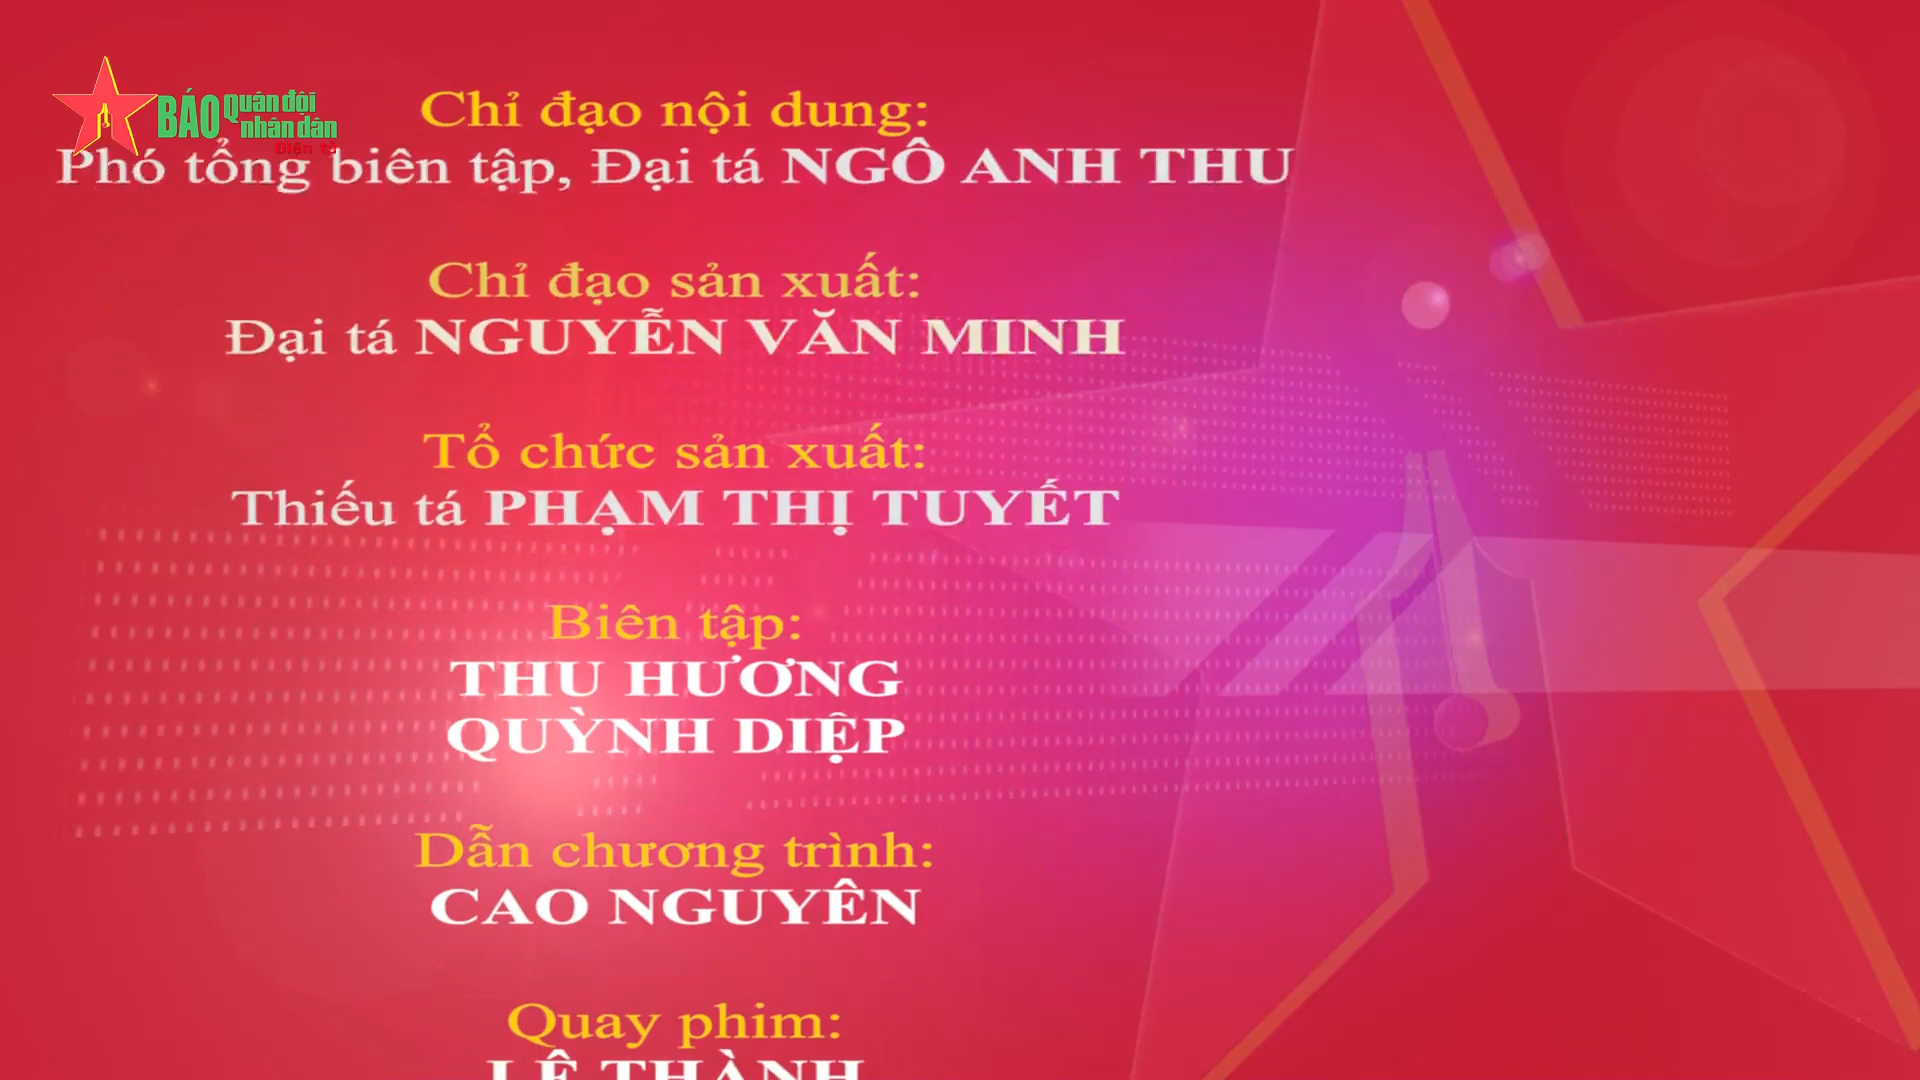 BÁO Quân đội
nhân dân
Điện tử
Chỉ đạo nội dung:
Phó tổng biên tập, Đại tá NGÔ ANH THU
Chỉ đạo sản xuất:
Đại tá NGUYỄN VĂN MINH
Tổ chức sản xuất:
Thiếu tá PHẠM THỊ TUYẾT
Biên tập:
THU HƯƠNG
QUỲNH DIỆP
Dẫn chương trình:
CAO NGUYÊN
Quay phim:
LÊ THÀNH